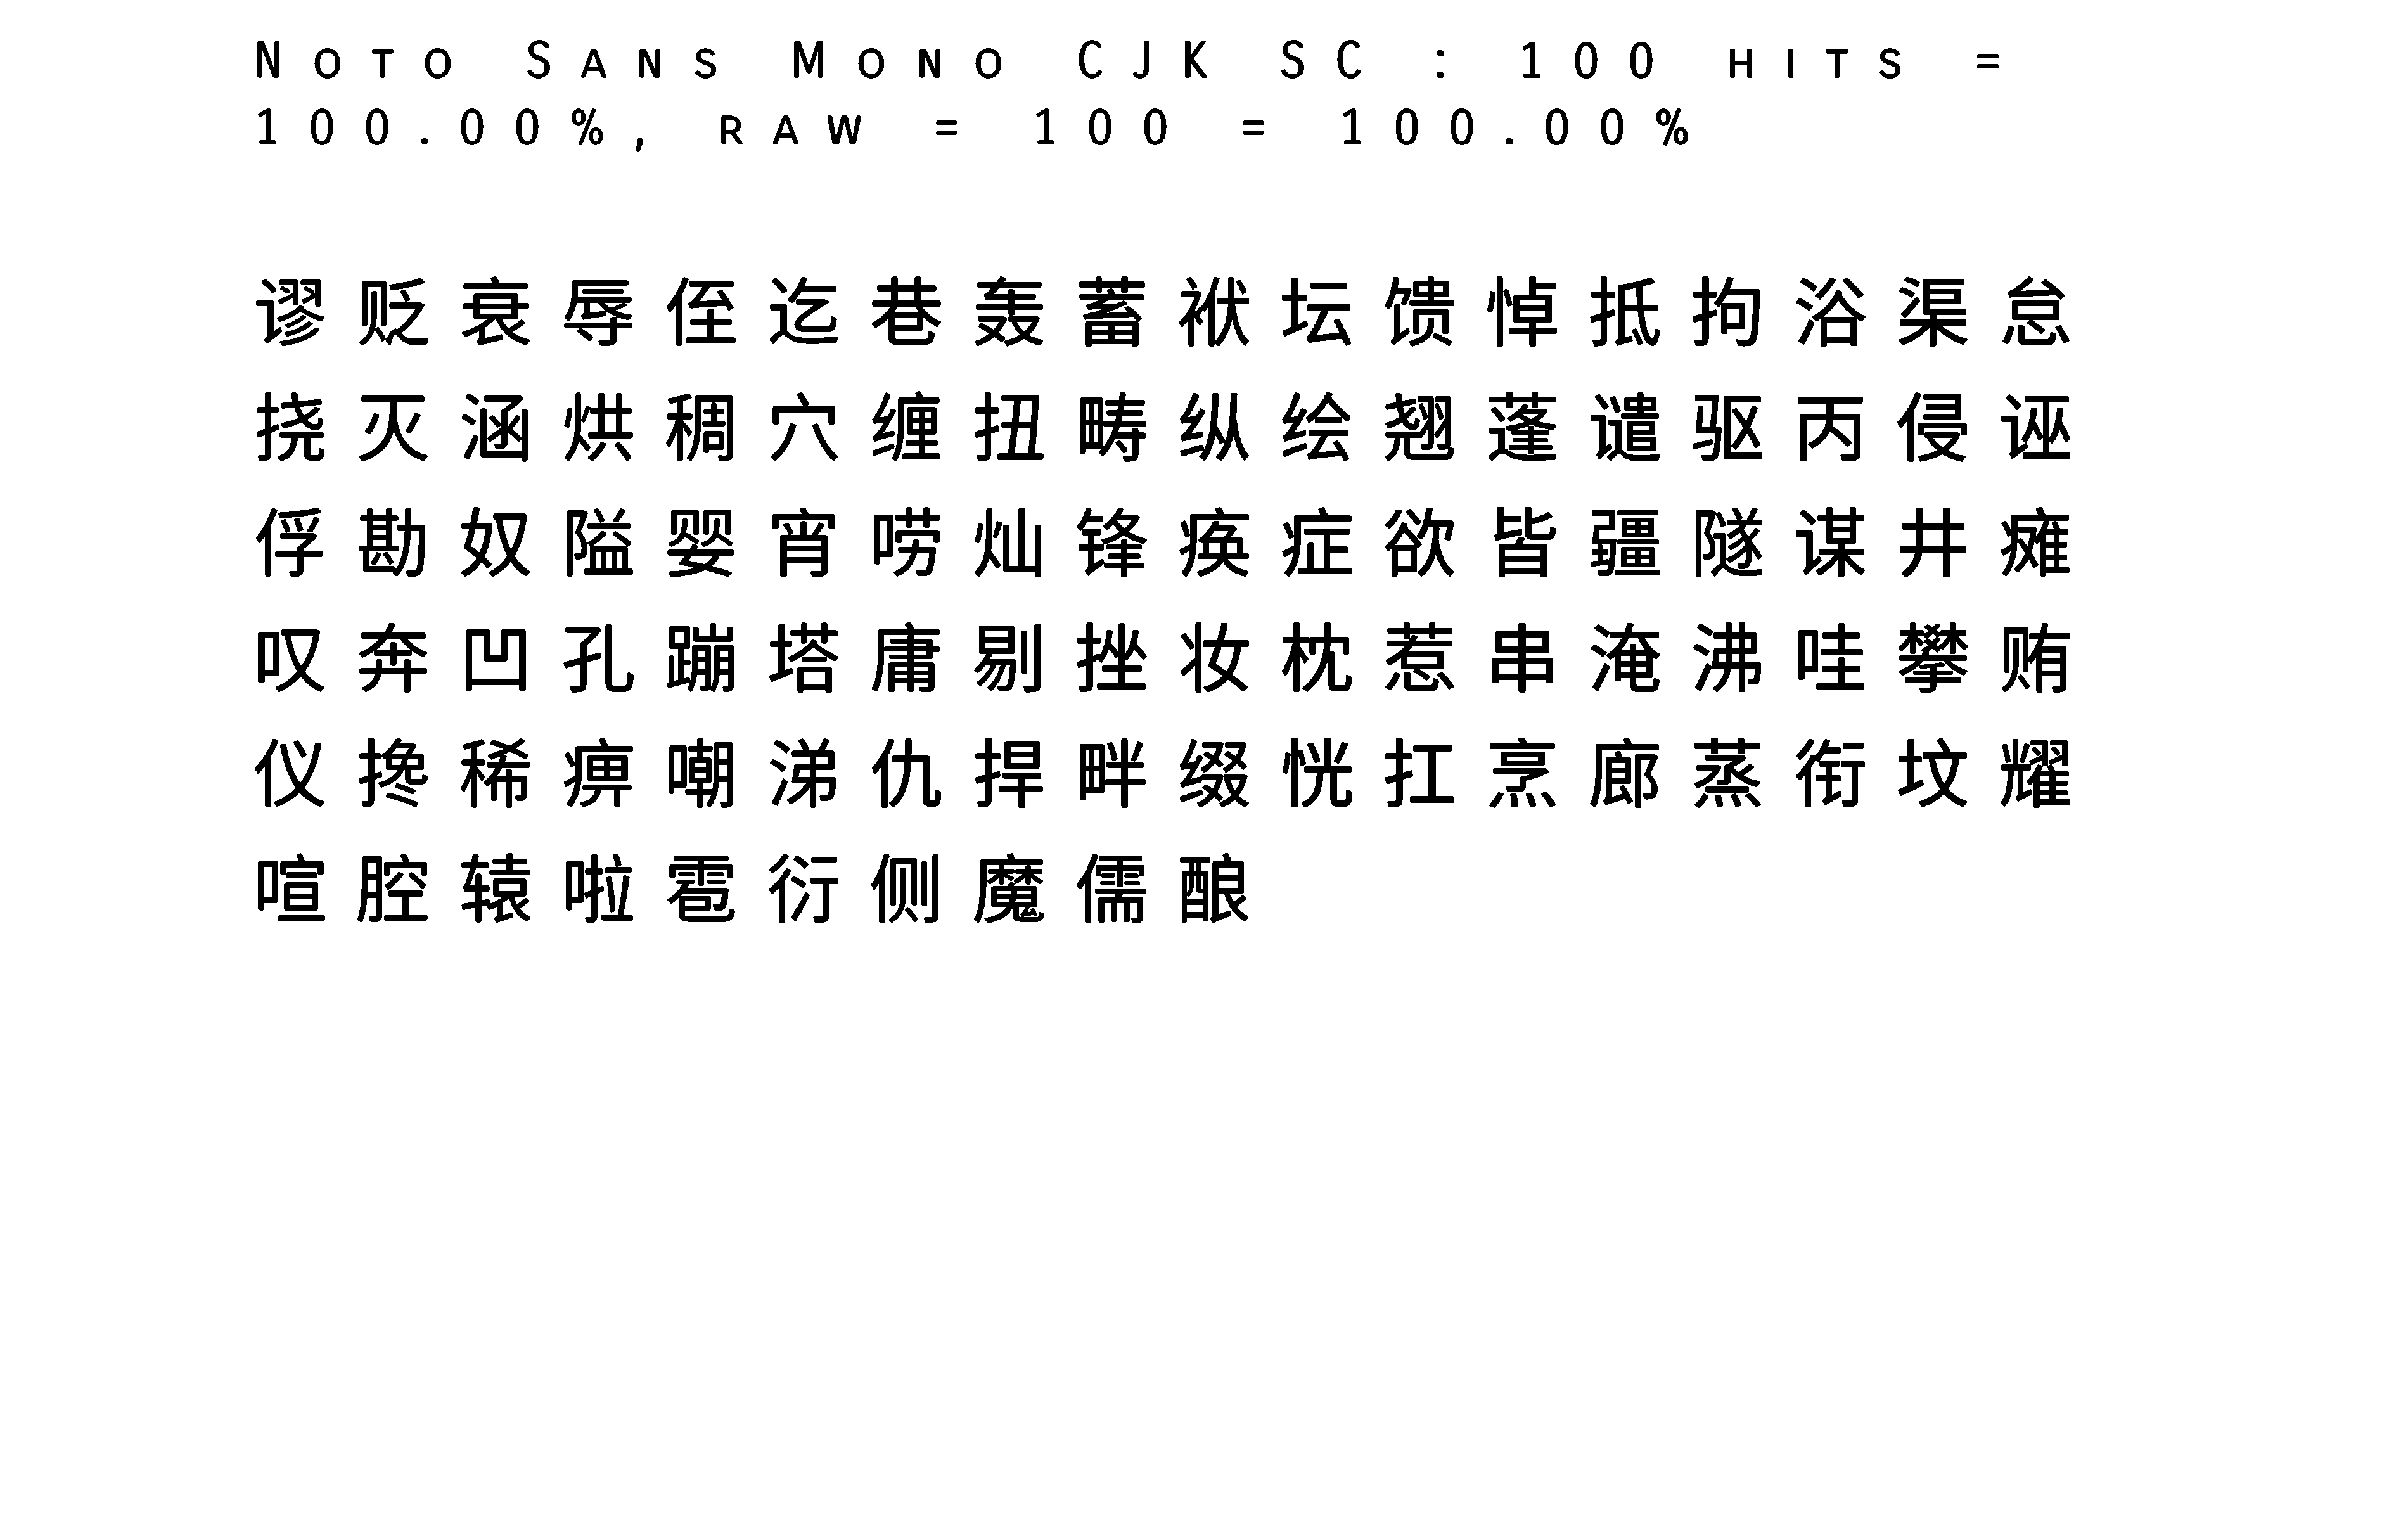 Noto Sans Mono CJK SC : 100 hits =
100.00%, raw = 100 = 100.00%
谬贬衰辱侄迄巷轰蓄袱坛馈悼抵拘浴渠怠
挠灭涵烘稠穴缠扭畴纵绘翘蓬谴驱丙侵诬
俘勘奴隘婴宵唠灿锋痪症欲皆疆隧谋井瘫
叹奔凹孔蹦塔庸剔挫妆枕惹串淹沸哇攀贿
仪搀稀痹嘲涕仇捍畔缀恍扛烹廊蒸衔坟耀
喧腔辕啦雹衍侧魔儒酿